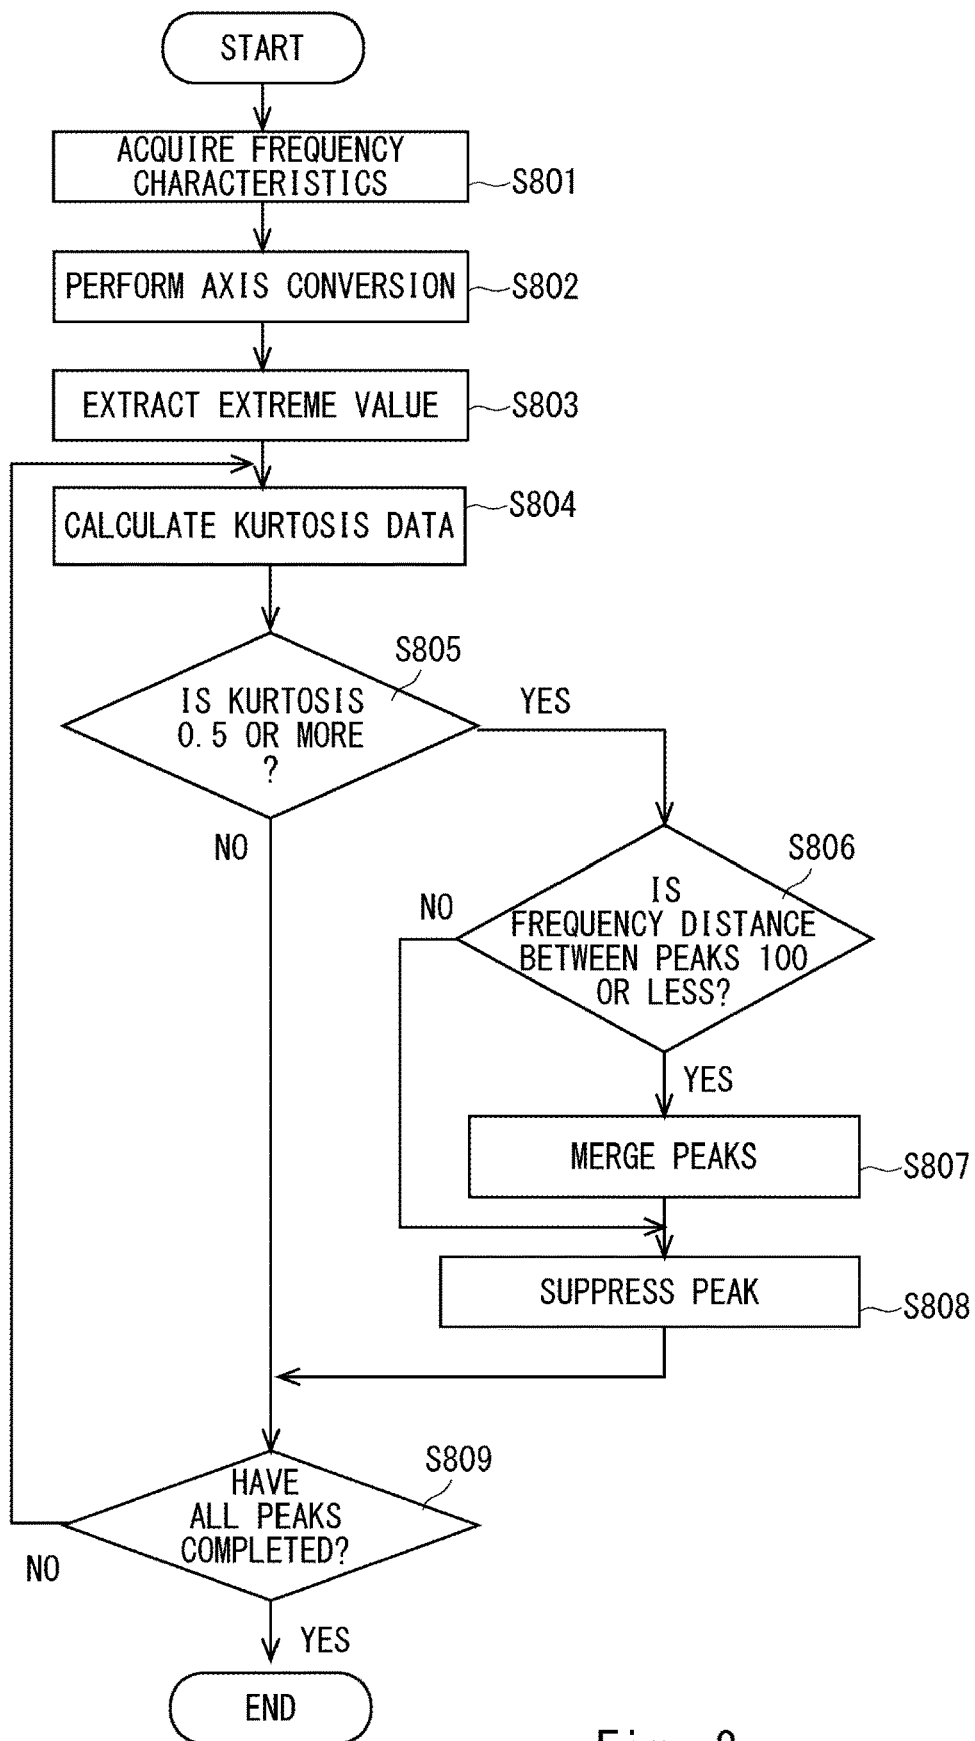 START
ACQUIRE FREQUENCY
CHARACTERISTICS
S801
PERFORM AXIS CONVERSION
S802
EXTRACT EXTREME VALUE
S803
CALCULATE KURTOSIS DATA
S804
S805
IS KURTOSIS
0.5 OR MORE
?
YES
NO
S806
IS
FREQUENCY DISTANCE
BETWEEN PEAKS 100
OR LESS?
NO
YES
MERGE PEAKS
S807
SUPPRESS PEAK
S808
S809
HAVE
ALL PEAKS
COMPLETED?
NO
YES
END